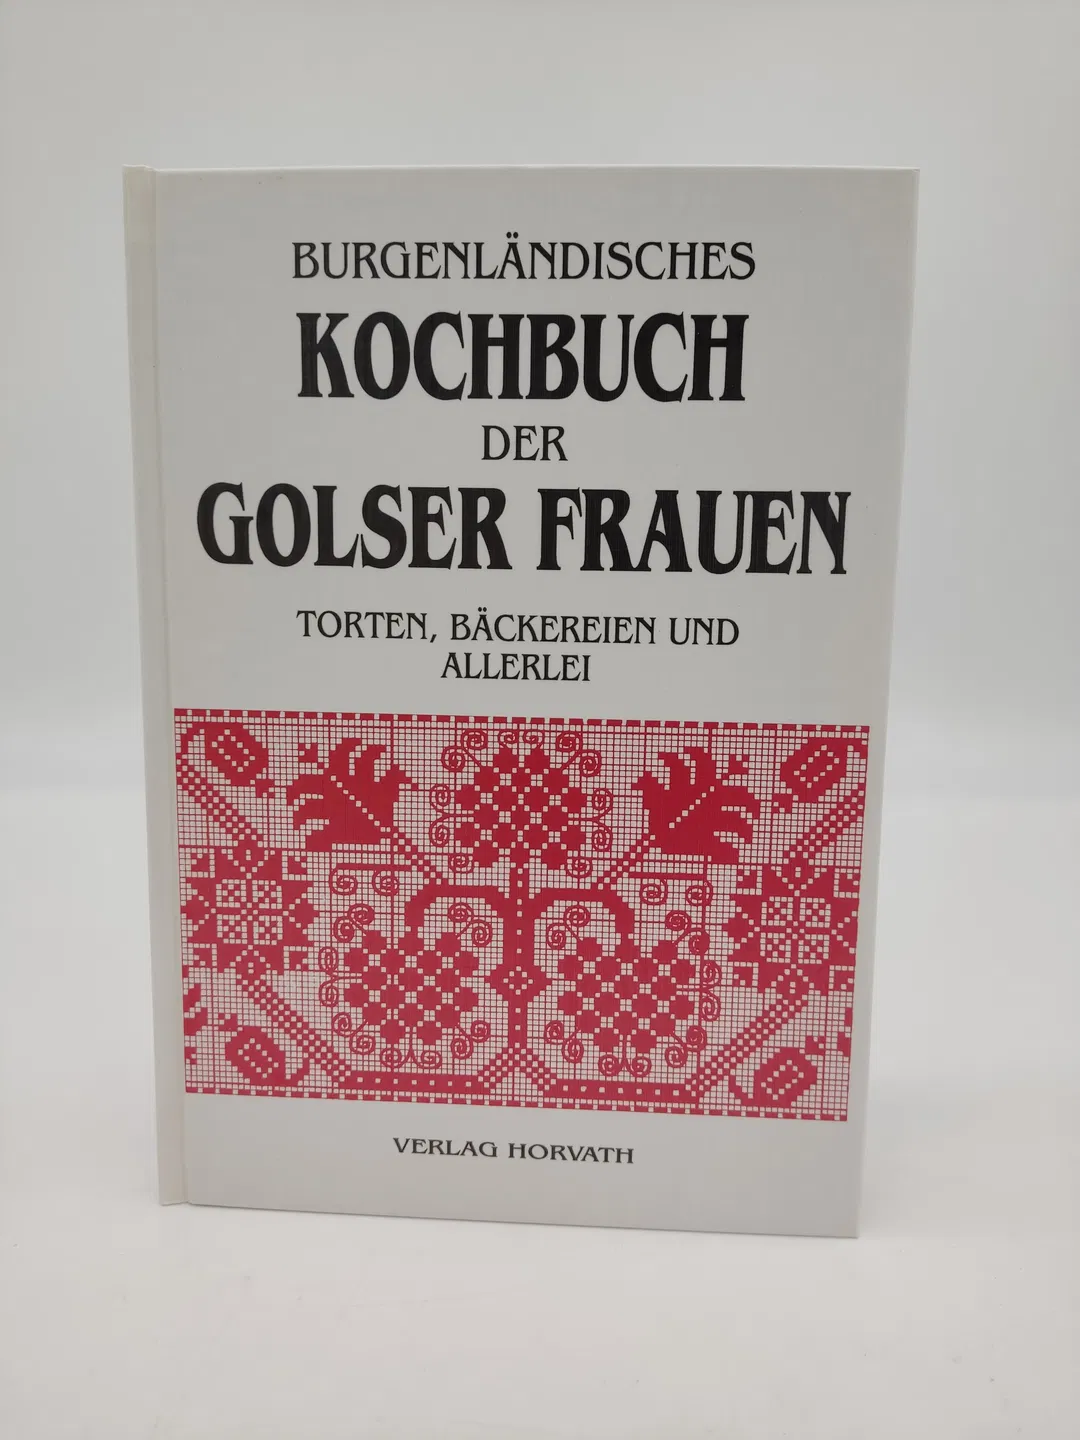 BURGENLÄNDISCHES
KOCHBUCH
DER
GOLSER FRAUEN
TORTEN, BÄCKEREIEN UND
ALLERLEI
VERLAG HORVATH